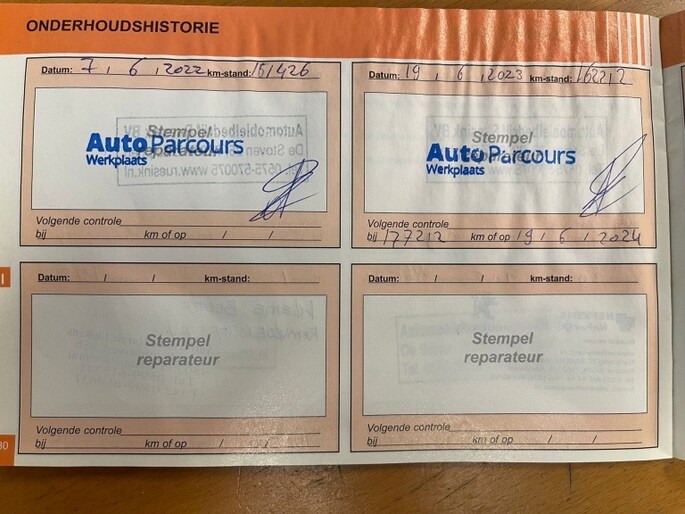 ONDERHOUDSHISTORIE
Datum: 7 / 6 / 2022 km-stand: 151426
Stempel
reparateur
AutoParcours
Werkplaats
Volgende controle
bij km of op / /
Datum: 19 / 6 / 2023 km-stand: 162212
Stempel
reparateur
AutoParcours
Werkplaats
Volgende controle
bij 177212 km of op 19 / 6 / 2024
Datum: / / km-stand:
Stempel
reparateur
Volgende controle
bij km of op / /
Datum: / / km-stand:
Stempel
reparateur
Volgende controle
bij km of op / /